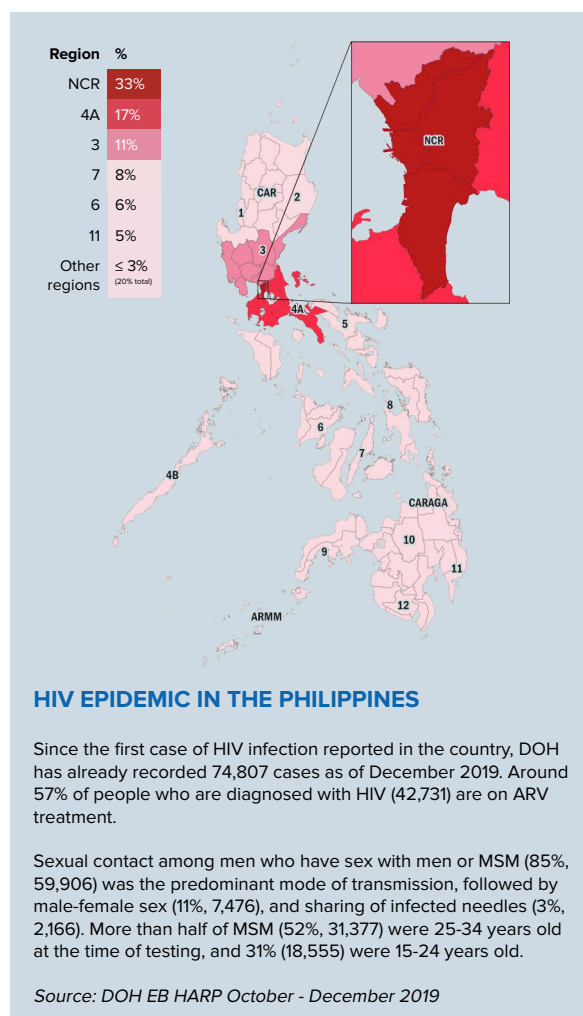 Region %
NCR 33%
4A 17%
3 11%
7 8%
6 6%
11 5%
Other regions ≤ 3%
(20% total)
NCR
CAR
1
2
3
4A
5
8
6
7
4B
CARAGA
10
9
11
12
ARMM
HIV EPIDEMIC IN THE PHILIPPINES
Since the first case of HIV infection reported in the country, DOH
has already recorded 74,807 cases as of December 2019. Around
57% of people who are diagnosed with HIV (42,731) are on ARV
treatment.
Sexual contact among men who have sex with men or MSM (85%,
59,906) was the predominant mode of transmission, followed by
male-female sex (11%, 7,476), and sharing of infected needles (3%,
2,166). More than half of MSM (52%, 31,377) were 25-34 years old
at the time of testing, and 31% (18,555) were 15-24 years old.
Source: DOH EB HARP October - December 2019